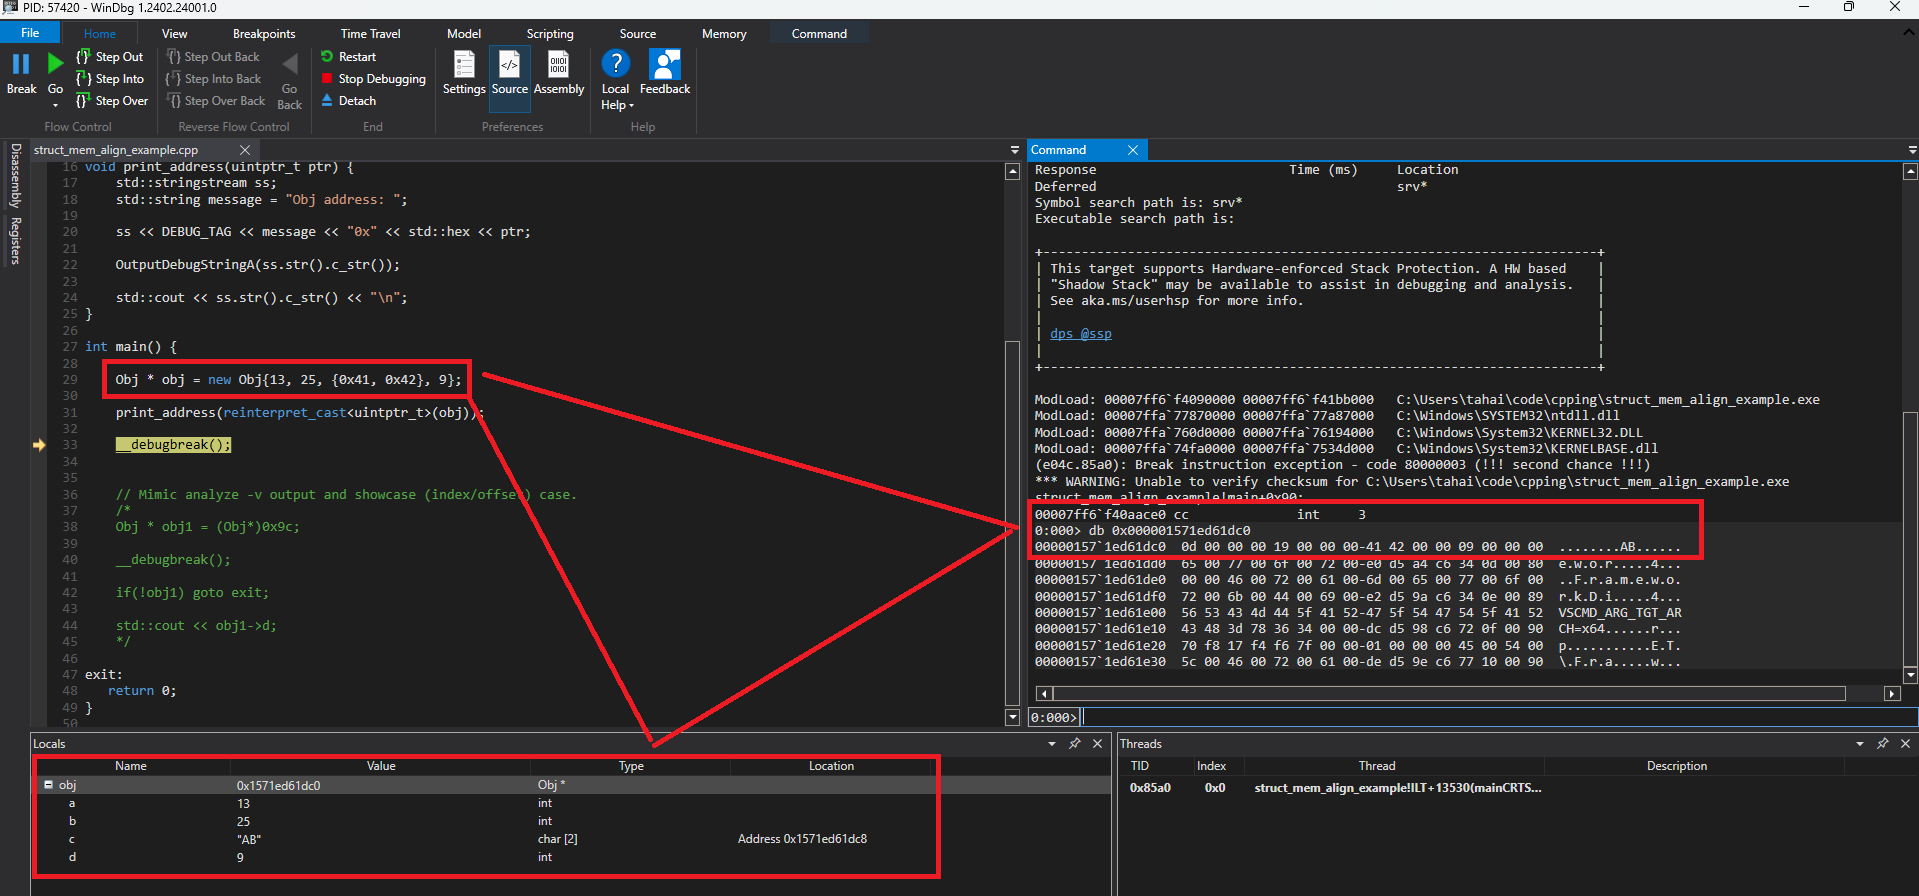 PID: 57420 - WinDbg 1.2402.24001.0
File Home View Breakpoints Time Travel Model Scripting Source Memory Command
Break
Go
Step Out
Step Into
Step Over
Flow Control
Step Out Back
Step Into Back
Step Over Back
Go Back
Reverse Flow Control
Restart
Stop Debugging
Detach
End
Settings
Source
Assembly
Preferences
Local Help
Feedback
Help
Disassembly
Registers
struct_mem_align_example.cpp
16 void print_address(uintptr_t ptr) {
17 std::stringstream ss;
18 std::string message = "Obj address: ";
19
20 ss << DEBUG_TAG << message << "0x" << std::hex << ptr;
21
22 OutputDebugStringA(ss.str().c_str());
23
24 std::cout << ss.str().c_str() << "\n";
25 }
26
27 int main() {
28
29 Obj * obj = new Obj{13, 25, {0x41, 0x42}, 9};
30
31 print_address(reinterpret_cast<uintptr_t>(obj));
32
33 __debugbreak();
34
35
36 // Mimic analyze -v output and showcase (index/offset) case.
37 /*
38 Obj * obj1 = (Obj*)0x9c;
39
40 __debugbreak();
41
42 if(!obj1) goto exit;
43
44 std::cout << obj1->d;
45 */
46
47 exit:
48 return 0;
49 }
50
Command
Response Time (ms) Location
Deferred srv*
Symbol search path is: srv*
Executable search path is:
+------------------------------------------------------------------------+
| This target supports Hardware-enforced Stack Protection. A HW based |
| "Shadow Stack" may be available to assist in debugging and analysis. |
| See aka.ms/userhsp for more info. |
| |
| dps @ssp |
| |
+------------------------------------------------------------------------+
ModLoad: 00007ff6`f4090000 00007ff6`f41bb000 C:\Users\tahai\code\cpping\struct_mem_align_example.exe
ModLoad: 00007ffa`77870000 00007ffa`77a87000 C:\Windows\SYSTEM32\ntdll.dll
ModLoad: 00007ffa`760d0000 00007ffa`76194000 C:\Windows\System32\KERNEL32.DLL
ModLoad: 00007ffa`74fa0000 00007ffa`7534d000 C:\Windows\System32\KERNELBASE.dll
(e04c.85a0): Break instruction exception - code 80000003 (!!! second chance !!!)
*** WARNING: Unable to verify checksum for C:\Users\tahai\code\cpping\struct_mem_align_example.exe
struct_mem_align_example!main+0x90:
00007ff6`f40aace0 cc int 3
0:000> db 0x000001571ed61dc0
00000157`1ed61dc0 0d 00 00 00 19 00 00 00-41 42 00 00 09 00 00 00 ........AB......
00000157`1ed61dd0 65 00 77 00 6f 00 72 00-e0 d5 a4 c6 34 0d 00 80 e.w.o.r.....4...
00000157`1ed61de0 00 00 46 00 72 00 61 00-6d 00 65 00 77 00 6f 00 ..F.r.a.m.e.w.o.
00000157`1ed61df0 72 00 6b 00 44 00 69 00-e2 d5 9a c6 34 0e 00 89 r.k.D.i.....4...
00000157`1ed61e00 56 53 43 4d 44 5f 41 52-47 5f 54 47 54 5f 41 52 VSCMD_ARG_TGT_AR
00000157`1ed61e10 43 48 3d 78 36 34 00 00-dc d5 98 c6 72 0f 00 90 CH=x64......r...
00000157`1ed61e20 70 f8 17 f4 f6 7f 00 00-01 00 00 00 45 00 54 00 p...........E.T.
00000157`1ed61e30 5c 00 46 00 72 00 61 00-de d5 9e c6 77 10 00 90 \.F.r.a.....w...
0:000>
Locals
Name Value Type Location
obj 0x1571ed61dc0 Obj *
a 13 int
b 25 int
c "AB" char [2] Address 0x1571ed61dc8
d 9 int
Threads
TID Index Thread Description
0x85a0 0x0 struct_mem_align_example!ILT+13530(mainCRTS...